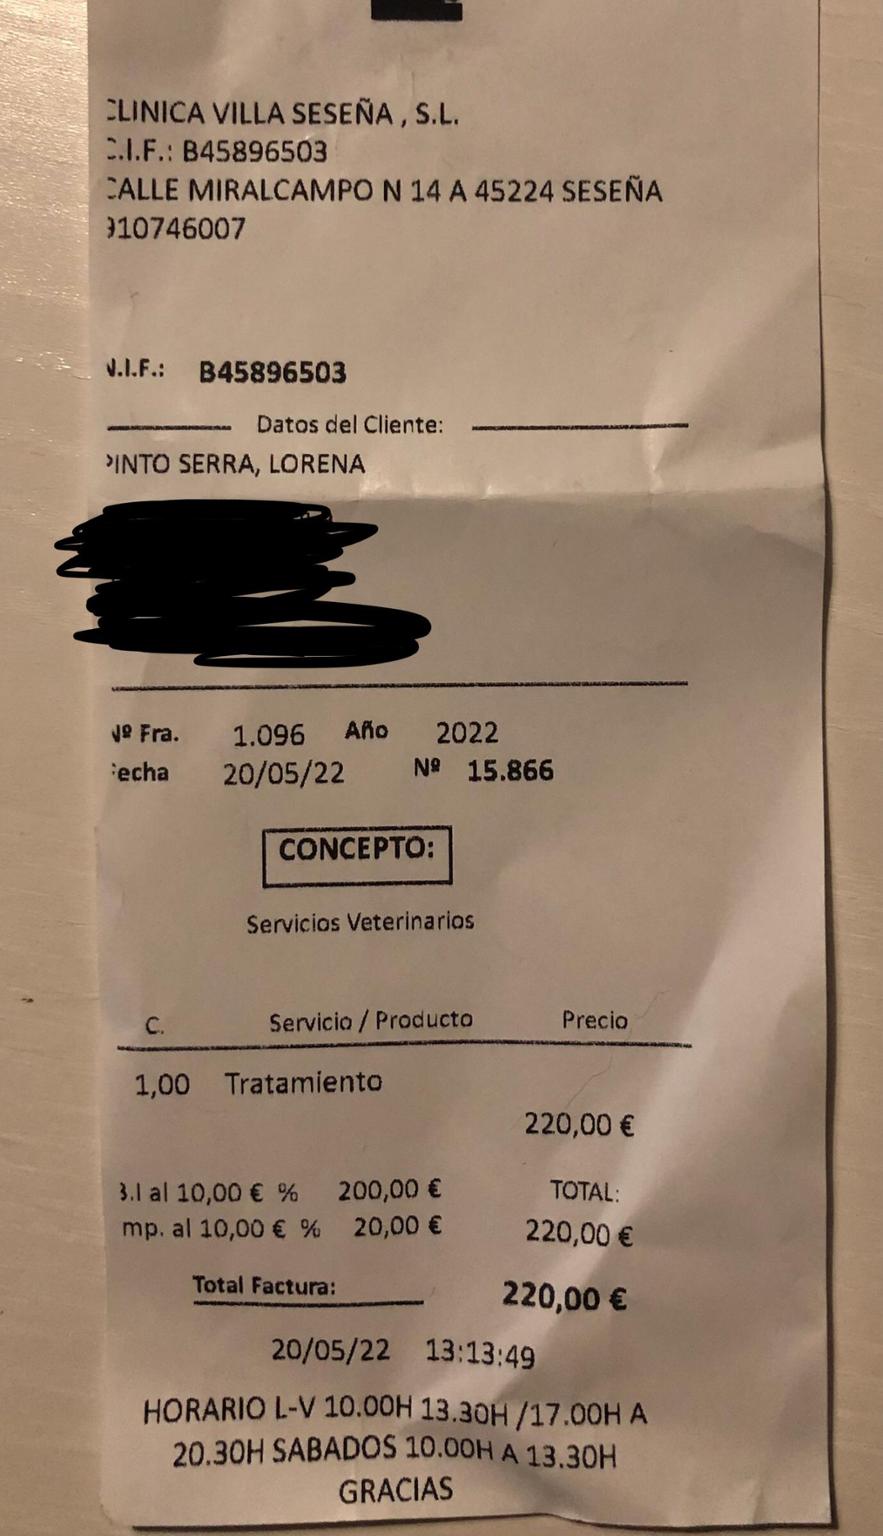 CLINICA VILLA SESEÑA , S.L.
C.I.F.: B45896503
CALLE MIRALCAMPO N 14 A 45224 SESEÑA
910746007
N.I.F.: B45896503
Datos del Cliente:
PINTO SERRA, LORENA
Nº Fra. 1.096 Año 2022
Fecha 20/05/22 Nº 15.866
CONCEPTO:
Servicios Veterinarios
C. Servicio / Producto Precio
1,00 Tratamiento
220,00 €
B.I al 10,00 € % 200,00 € TOTAL:
Imp. al 10,00 € % 20,00 € 220,00 €
Total Factura: 220,00 €
20/05/22 13:13:49
HORARIO L-V 10.00H 13.30H /17.00H A
20.30H SABADOS 10.00H A 13.30H
GRACIAS